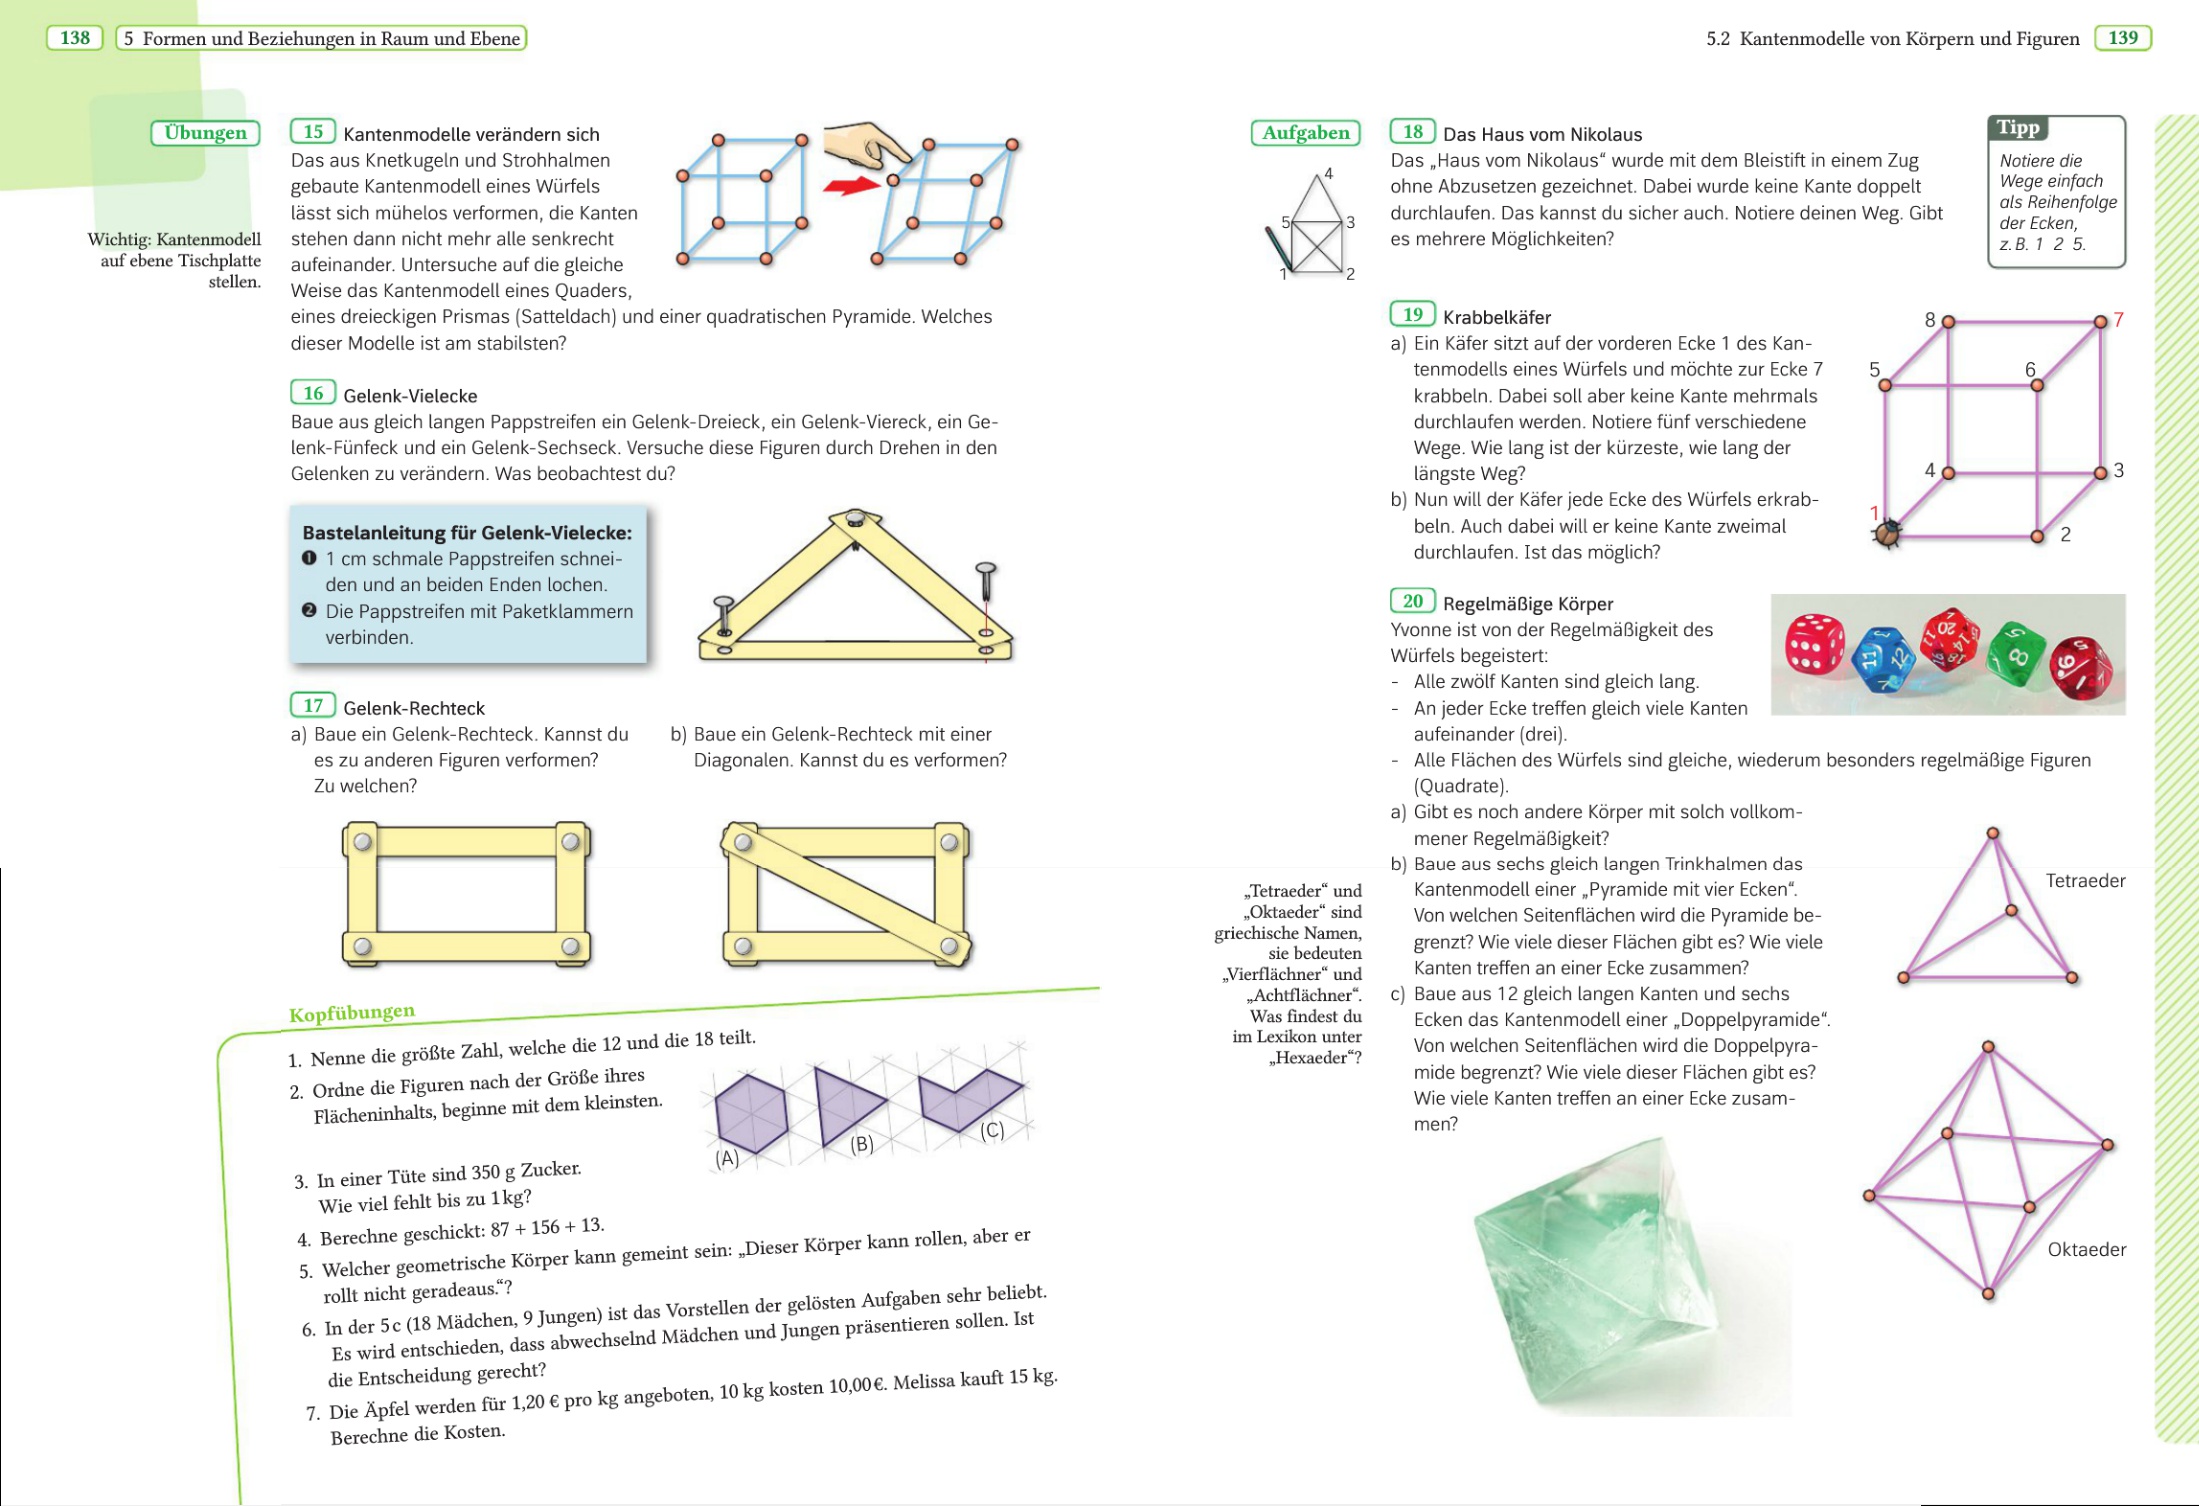 138 5 Formen und Beziehungen in Raum und Ebene
Übungen
Wichtig: Kantenmodell
auf ebene Tischplatte
stellen.
15 Kantenmodelle verändern sich
Das aus Knetkugeln und Strohhalmen
gebaute Kantenmodell eines Würfels
lässt sich mühelos verformen, die Kanten
stehen dann nicht mehr alle senkrecht
aufeinander. Untersuche auf die gleiche
Weise das Kantenmodell eines Quaders,
eines dreieckigen Prismas (Satteldach) und einer quadratischen Pyramide. Welches
dieser Modelle ist am stabilsten?
16 Gelenk-Vielecke
Baue aus gleich langen Pappstreifen ein Gelenk-Dreieck, ein Gelenk-Viereck, ein Ge-
lenk-Fünfeck und ein Gelenk-Sechseck. Versuche diese Figuren durch Drehen in den
Gelenken zu verändern. Was beobachtest du?
Bastelanleitung für Gelenk-Vielecke:
❶ 1 cm schmale Pappstreifen schnei-
den und an beiden Enden lochen.
❷ Die Pappstreifen mit Paketklammern
verbinden.
17 Gelenk-Rechteck
a) Baue ein Gelenk-Rechteck. Kannst du
es zu anderen Figuren verformen?
Zu welchen?
b) Baue ein Gelenk-Rechteck mit einer
Diagonalen. Kannst du es verformen?
Kopfübungen
1. Nenne die größte Zahl, welche die 12 und die 18 teilt.
2. Ordne die Figuren nach der Größe ihres
Flächeninhalts, beginne mit dem kleinsten.
(A)
(B)
(C)
3. In einer Tüte sind 350 g Zucker.
Wie viel fehlt bis zu 1 kg?
4. Berechne geschickt: 87 + 156 + 13.
5. Welcher geometrische Körper kann gemeint sein: „Dieser Körper kann rollen, aber er
rollt nicht geradeaus.“?
6. In der 5 c (18 Mädchen, 9 Jungen) ist das Vorstellen der gelösten Aufgaben sehr beliebt.
Es wird entschieden, dass abwechselnd Mädchen und Jungen präsentieren sollen. Ist
die Entscheidung gerecht?
7. Die Äpfel werden für 1,20 € pro kg angeboten, 10 kg kosten 10,00 €. Melissa kauft 15 kg.
Berechne die Kosten.
5.2 Kantenmodelle von Körpern und Figuren 139
Aufgaben
4
5 3
1 2
18 Das Haus vom Nikolaus
Das „Haus vom Nikolaus“ wurde mit dem Bleistift in einem Zug
ohne Abzusetzen gezeichnet. Dabei wurde keine Kante doppelt
durchlaufen. Das kannst du sicher auch. Notiere deinen Weg. Gibt
es mehrere Möglichkeiten?
Tipp
Notiere die
Wege einfach
als Reihenfolge
der Ecken,
z. B. 1 2 5.
19 Krabbelkäfer
a) Ein Käfer sitzt auf der vorderen Ecke 1 des Kan-
tenmodells eines Würfels und möchte zur Ecke 7
krabbeln. Dabei soll aber keine Kante mehrmals
durchlaufen werden. Notiere fünf verschiedene
Wege. Wie lang ist der kürzeste, wie lang der
längste Weg?
b) Nun will der Käfer jede Ecke des Würfels erkrab-
beln. Auch dabei will er keine Kante zweimal
durchlaufen. Ist das möglich?
8 7
5 6
4 3
1 2
20 Regelmäßige Körper
Yvonne ist von der Regelmäßigkeit des
Würfels begeistert:
- Alle zwölf Kanten sind gleich lang.
- An jeder Ecke treffen gleich viele Kanten
aufeinander (drei).
- Alle Flächen des Würfels sind gleiche, wiederum besonders regelmäßige Figuren
(Quadrate).
a) Gibt es noch andere Körper mit solch vollkom-
mener Regelmäßigkeit?
b) Baue aus sechs gleich langen Trinkhalmen das
Kantenmodell einer „Pyramide mit vier Ecken“.
Von welchen Seitenflächen wird die Pyramide be-
grenzt? Wie viele dieser Flächen gibt es? Wie viele
Kanten treffen an einer Ecke zusammen?
c) Baue aus 12 gleich langen Kanten und sechs
Ecken das Kantenmodell einer „Doppelpyramide“.
Von welchen Seitenflächen wird die Doppelpyra-
mide begrenzt? Wie viele dieser Flächen gibt es?
Wie viele Kanten treffen an einer Ecke zusam-
men?
„Tetraeder“ und
„Oktaeder“ sind
griechische Namen,
sie bedeuten
„Vierflächner“ und
„Achtflächner“.
Was findest du
im Lexikon unter
„Hexaeder“?
Tetraeder
Oktaeder